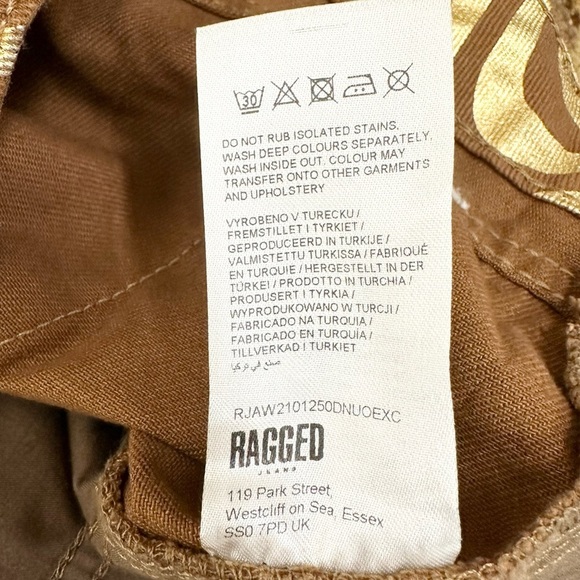 30
DO NOT RUB ISOLATED STAINS.
WASH DEEP COLOURS SEPARATELY.
WASH INSIDE OUT. COLOUR MAY
TRANSFER ONTO OTHER GARMENTS
AND UPHOLSTERY
VYROBENO V TURECKU /
FREMSTILLET I TYRKIET /
GEPRODUCEERD IN TURKIJE /
VALMISTETTU TURKISSA / FABRIQUÉ
EN TURQUIE / HERGESTELLT IN DER
TÜRKEI / PRODOTTO IN TURCHIA /
PRODUSERT I TYRKIA /
WYPRODUKOWANO W TURCJI /
FABRICADO NA TURQUIA /
FABRICADO EN TURQUÍA /
TILLVERKAD I TURKIET
صنع في تركيا
RJAW2101250DNUOEXC
RAGGED
JEANS
119 Park Street,
Westcliff on Sea, Essex
SS0 7PD UK